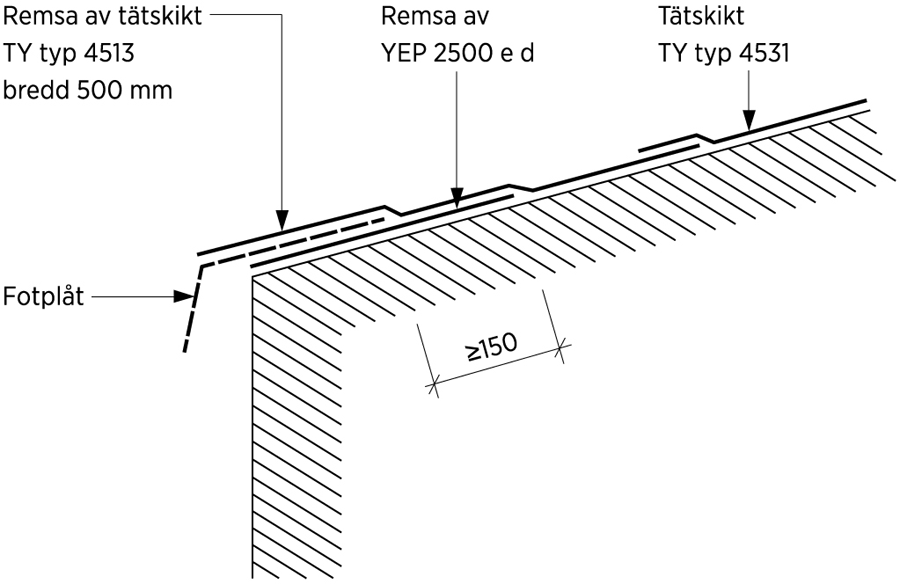 Remsa av tätskikt
TY typ 4513
bredd 500 mm
Remsa av
YEP 2500 e d
Tätskikt
TY typ 4531
Fotplåt
≥150